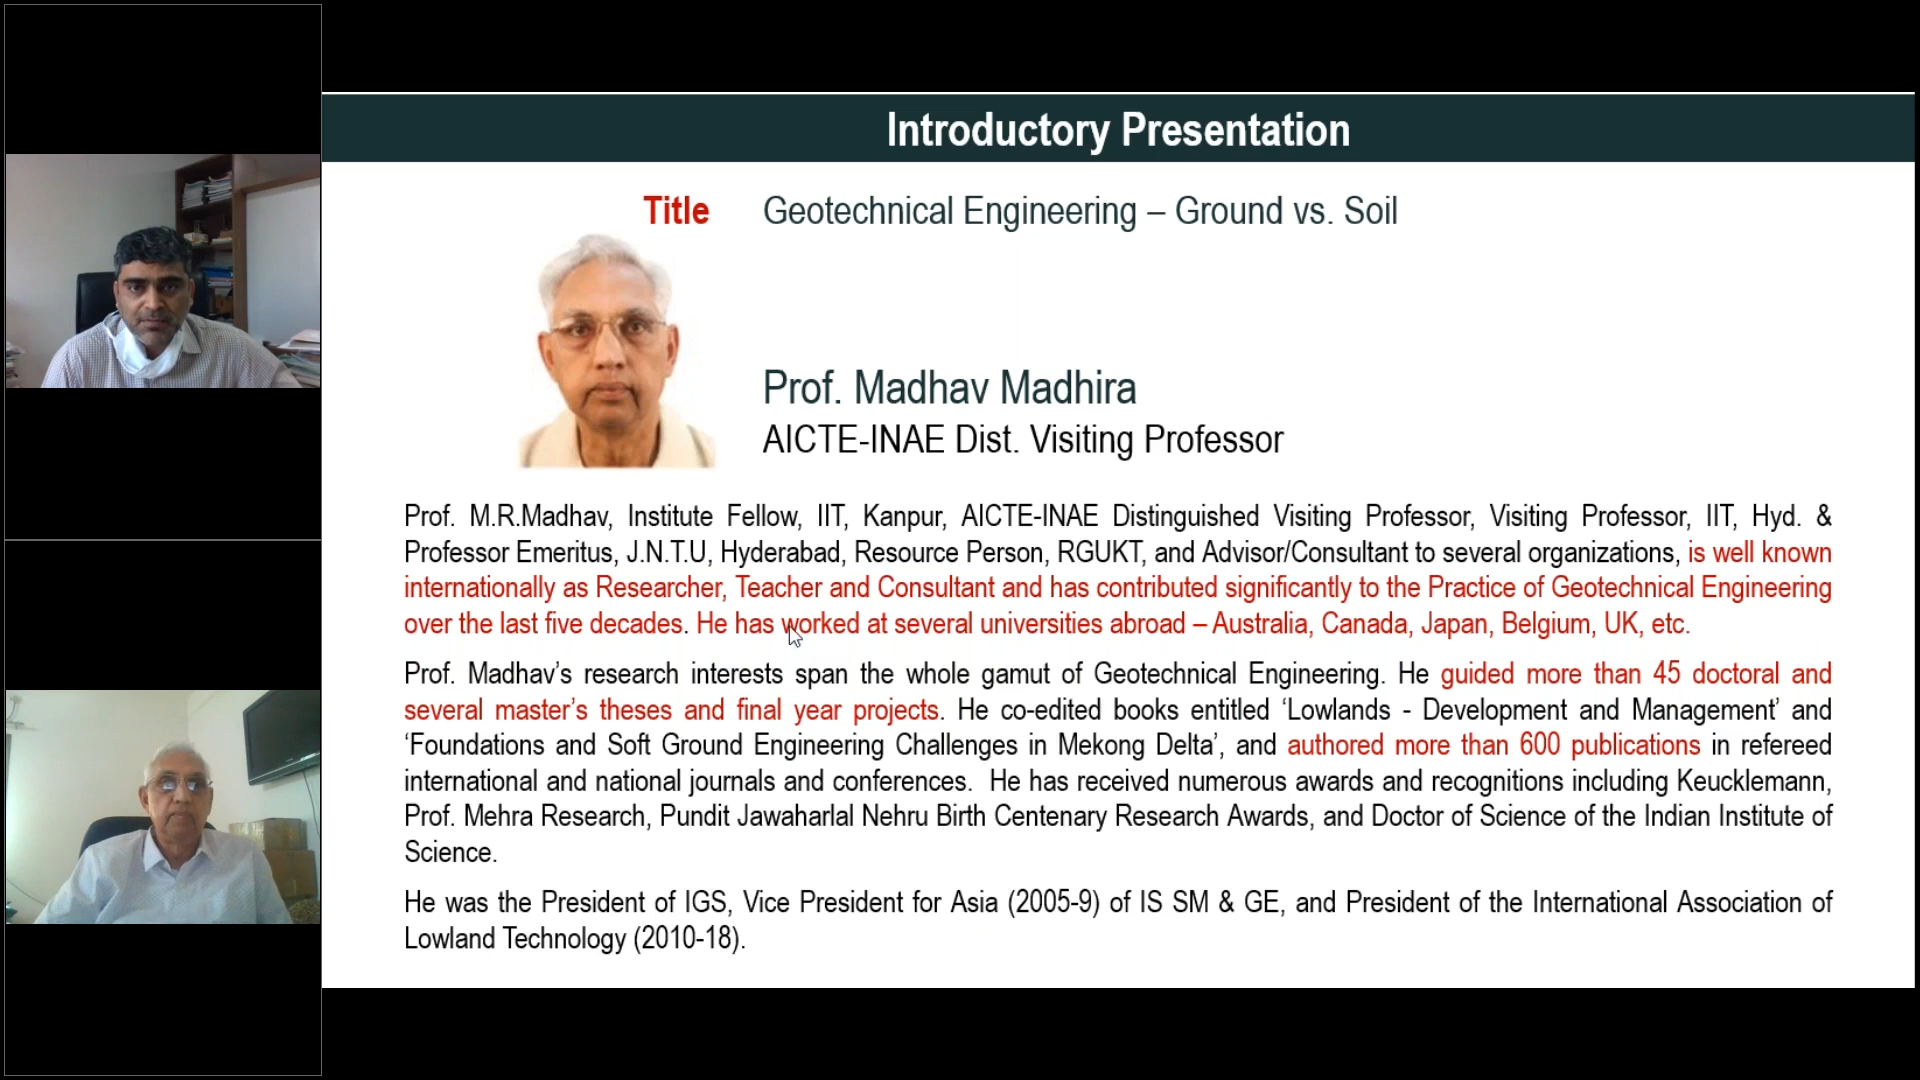 Introductory Presentation
Title Geotechnical Engineering – Ground vs. Soil
Prof. Madhav Madhira
AICTE-INAE Dist. Visiting Professor
Prof. M.R.Madhav, Institute Fellow, IIT, Kanpur, AICTE-INAE Distinguished Visiting Professor, Visiting Professor, IIT, Hyd. &
Professor Emeritus, J.N.T.U, Hyderabad, Resource Person, RGUKT, and Advisor/Consultant to several organizations, is well known
internationally as Researcher, Teacher and Consultant and has contributed significantly to the Practice of Geotechnical Engineering
over the last five decades. He has worked at several universities abroad – Australia, Canada, Japan, Belgium, UK, etc.
Prof. Madhav’s research interests span the whole gamut of Geotechnical Engineering. He guided more than 45 doctoral and
several master’s theses and final year projects. He co-edited books entitled ‘Lowlands - Development and Management’ and
‘Foundations and Soft Ground Engineering Challenges in Mekong Delta’, and authored more than 600 publications in refereed
international and national journals and conferences. He has received numerous awards and recognitions including Keucklemann,
Prof. Mehra Research, Pundit Jawaharlal Nehru Birth Centenary Research Awards, and Doctor of Science of the Indian Institute of
Science.
He was the President of IGS, Vice President for Asia (2005-9) of IS SM & GE, and President of the International Association of
Lowland Technology (2010-18).